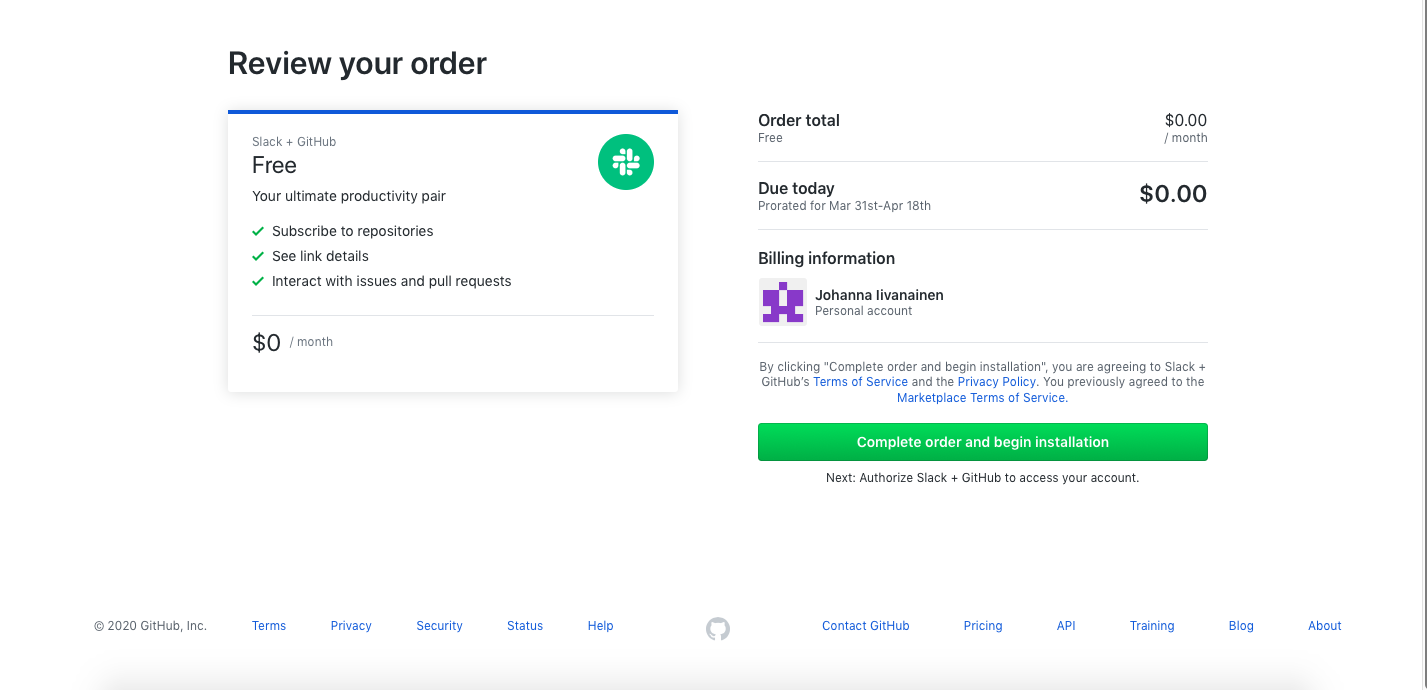 Review your order
Slack + GitHub
Free
Your ultimate productivity pair
Subscribe to repositories
See link details
Interact with issues and pull requests
$0 / month
Order total $0.00
Free / month
Due today $0.00
Prorated for Mar 31st-Apr 18th
Billing information
Johanna Iivanainen
Personal account
By clicking "Complete order and begin installation", you are agreeing to Slack +
GitHub's Terms of Service and the Privacy Policy. You previously agreed to the
Marketplace Terms of Service.
Complete order and begin installation
Next: Authorize Slack + GitHub to access your account.
© 2020 GitHub, Inc. Terms Privacy Security Status Help Contact GitHub Pricing API Training Blog About